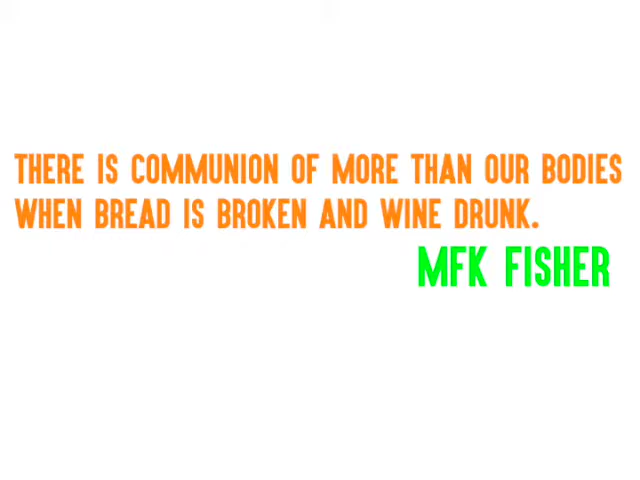 THERE IS COMMUNION OF MORE THAN OUR BODIES
WHEN BREAD IS BROKEN AND WINE DRUNK.
MFK FISHER